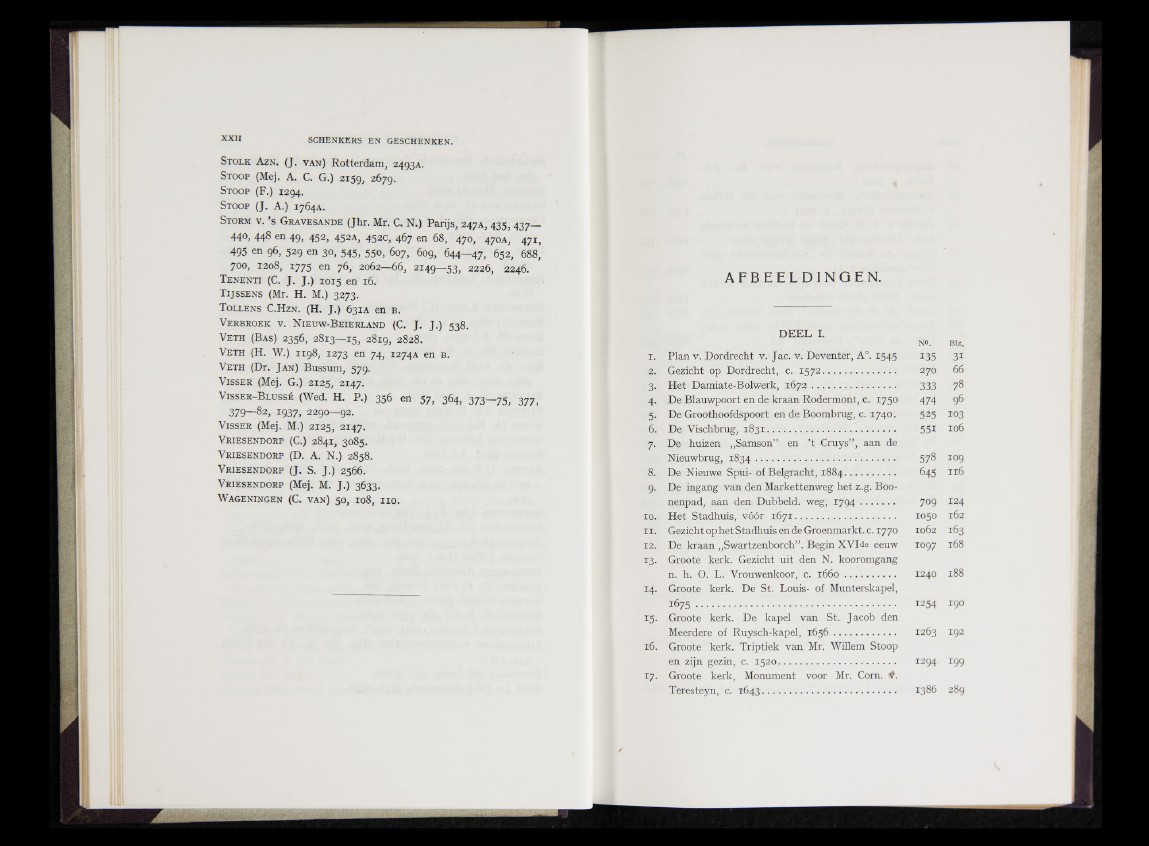 XXII SCHENKERS EN GESCHENKEN.
STOLK AZN. (J. VAN) Rotterdam, 2493A.
STOOP (Mej. A. C. G.) 2159, 2679.
STOOP (F.) 1294.
STOOP (J. A.) 1764A.
STORM V. 's GRAVESANDE (Jhr. Mr. C. N.) Parijs, 247A, 435, 437—
440, 448 en 49, 452, 452A, 452C, 467 en 68, 470, 470A, 471,
495 en 96, 529 en 30, 545, 550, 607, 609, 644—47, 652, 688,
700, 1208, 1775 en 76, 2062—66, 2149—53, 2226, 2246.
TENENTI (C. J. J.) 1015 en 16.
TIJSSENS (Mr. H. M.) 3273.
TOLLENS C.HZN. (H. J.) 631A en B.
VERBROEK V. NIEUW-BEIERLAND (C. J. J.) 538.
VETH (BAS) 2356, 2813—15, 2819, 2828.
VETH (H. W.) 1198, 1273 en 74, 1274A en B.
VETH (Dr. JAN) Bussum, 579.
VISSER (Mej. G.) 2125, 2147.
VISSER-BLUSSÉ (Wed. H. P.) 356 en 57, 364, 373—75, 377,
379—82, 1937, 2290—92.
VISSER (Mej. M.) 2125, 2147.
VRIESENDORP (C.) 2841, 3085.
VRIESENDORP (D. A. N.) 2858.
VRIESENDORP (J. S. J.) 2566.
VRIESENDORP (Mej. M. J.) 3633.
WAGENINGEN (C. VAN) 50, 108, 110.
AFBEELDINGEN.
DEEL I.
No. Blz.
1. Plan v. Dordrecht v. Jac. v. Deventer, A°. 1545 135 31
2. Gezicht op Dordrecht, c. 1572.............. 270 66
3. Het Damiate-Bolwerk, 1672 ................ 333 78
4. De Blauwpoort en de kraan Rodermont, c. 1750 474 96
5. De Groothoofdspoort en de Boombrug, c. 1740. 525 103
6. De Vischbrug, 1831........................ 551 106
7. De huizen „Samson” en 't Cruys”, aan de
Nieuwbrug, 1834 .......................... 578 109
8. De Nieuwe Spui- of Belgracht, 1884.......... 645 116
9. De ingang van den Markettenweg het z.g. Boo-
nenpad, aan den Dubbeld. weg, 1794 ....... 709 124
10. Het Stadhuis, vóór 1671................... 1050 162
11. Gezicht op het Stadhuis en de Groenmarkt. c. 1770 1062 163
12. De kraan „Swartzenborch”. Begin XVIde eeuw 1097 168
13. Groote kerk. Gezicht uit den N. kooromgang
n. h. O. L. Vrouwenkoor, c. 1660 .......... 1240 188
14. Groote kerk. De St. Louis- of Munterskapel,
1675 ..................................... 1254 190
15. Groote kerk. De kapel van St. Jacob den
Meerdere of Ruysch-kapel, 1656 ............ 1263 192
16. Groote kerk. Triptiek van Mr. Willem Stoop
en zijn gezin, c. 1520...................... 1294 199
17. Groote kerk, Monument voor Mr. Corn. v.
Teresteyn, c. 1643......................... 1386 289